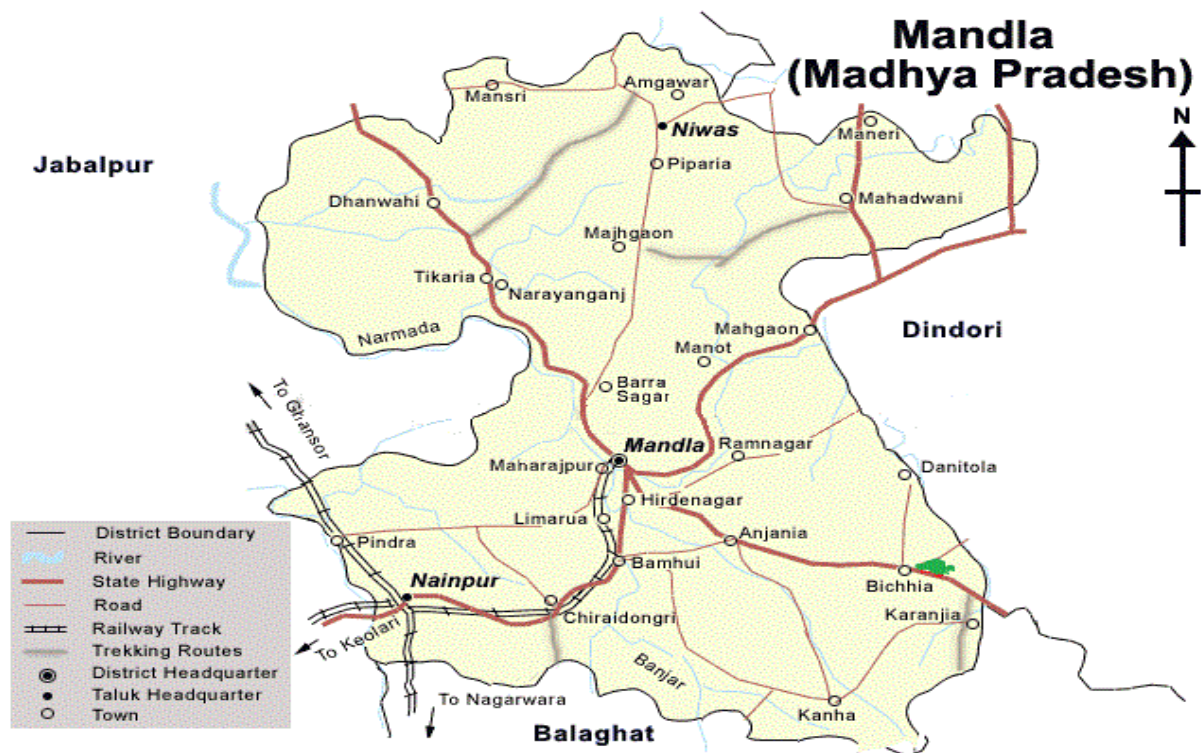 Mandla
(Madhya Pradesh)
N
Jabalpur
Mansri
Amgawar
Niwas
Maneri
Piparia
Dhanwahi
Mahadwani
Majhgaon
Tikaria
Narayanganj
Narmada
Mahgaon
Dindori
Manot
Barra
Sagar
To Ghansor
Mandla
Ramnagar
Maharajpur
Danitola
Hirdenagar
Limarua
Anjania
Pindra
Bamhui
Bichhia
Nainpur
Chiraidongri
Karanjia
To Keolari
Banjar
To Nagarwara
Kanha
Balaghat
District Boundary
River
State Highway
Road
Railway Track
Trekking Routes
District Headquarter
Taluk Headquarter
Town